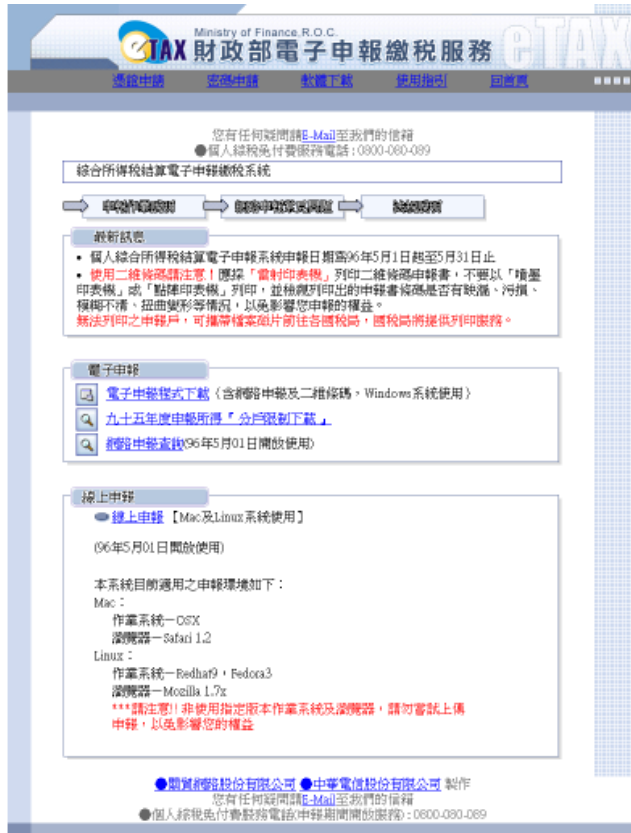 eTAX
Ministry of Finance,R.O.C.
財政部電子申報繳稅服務
eTAX
憑證申請 密碼申請 軟體下載 使用指引 回首頁
您有任何疑問請E-Mail至我們的信箱
●個人綜稅免付費服務電話:0800-080-089
綜合所得稅結算電子申報繳稅系統
申報作業說明
最新訊息
• 個人綜合所得稅結算電子申報系統申報日期為96年5月1日起至5月31日止
• 使用二維條碼請注意!應採「雷射印表機」列印二維條碼申報書,不要以「噴墨
印表機」或「點陣印表機」列印,並檢視列印出的申報書條碼是否有缺漏、污損、
模糊不清、扭曲變形等情況,以免影響您申報的權益。
無法列印之申報戶,可攜帶檔案磁片前往各國稅局,國稅局將提供列印服務。
電子申報
電子申報程式下載 (含網路申報及二維條碼,Windows系統使用)
九十五年度申報所得「分戶限制下載」
網路申報查詢(96年5月01日開放使用)
線上申報
線上申報【Mac及Linux系統使用】
(96年5月01日開放使用)
本系統目前適用之申報環境如下:
Mac:
作業系統—OSX
瀏覽器—Safari 1.2
Linux:
作業系統—Redhat9,Fedora3
瀏覽器—Mozilla 1.7x
***請注意!! 非使用指定版本作業系統及瀏覽器,請勿嘗試上傳
申報,以免影響您的權益
●關貿網路股份有限公司 ●中華電信股份有限公司 製作
您有任何疑問請E-Mail至我們的信箱
●個人綜稅免付費服務電話(申報期間開放服務):0800-080-089